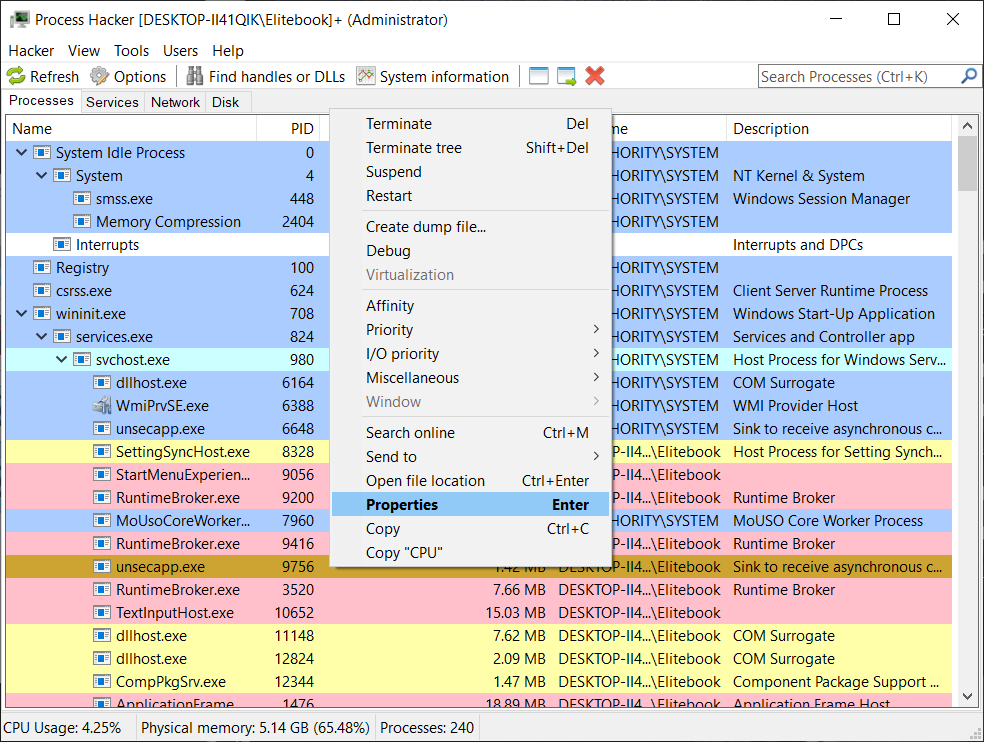 Process Hacker [DESKTOP-II41QIK\Elitebook]+ (Administrator)
Hacker View Tools Users Help
Refresh Options Find handles or DLLs System information Search Processes (Ctrl+K)
Processes Services Network Disk
Name PID me Description
System Idle Process 0 HORITY\SYSTEM
System 4 HORITY\SYSTEM NT Kernel & System
smss.exe 448 HORITY\SYSTEM Windows Session Manager
Memory Compression 2404 HORITY\SYSTEM
Interrupts Interrupts and DPCs
Registry 100 HORITY\SYSTEM
csrss.exe 624 HORITY\SYSTEM Client Server Runtime Process
wininit.exe 708 HORITY\SYSTEM Windows Start-Up Application
services.exe 824 HORITY\SYSTEM Services and Controller app
svchost.exe 980 HORITY\SYSTEM Host Process for Windows Serv...
dllhost.exe 6164 HORITY\SYSTEM COM Surrogate
WmiPrvSE.exe 6388 HORITY\SYSTEM WMI Provider Host
unsecapp.exe 6648 HORITY\SYSTEM Sink to receive asynchronous c...
SettingSyncHost.exe 8328 DESKTOP-II4...\Elitebook Host Process for Setting Synch...
StartMenuExperien... 9056 DESKTOP-II4...\Elitebook
RuntimeBroker.exe 9200 DESKTOP-II4...\Elitebook Runtime Broker
MoUsoCoreWorker... 7960 HORITY\SYSTEM MoUSO Core Worker Process
RuntimeBroker.exe 9416 DESKTOP-II4...\Elitebook Runtime Broker
unsecapp.exe 9756 1.42 MB DESKTOP-II4...\Elitebook Sink to receive asynchronous c...
RuntimeBroker.exe 3520 7.66 MB DESKTOP-II4...\Elitebook Runtime Broker
TextInputHost.exe 10652 15.03 MB DESKTOP-II4...\Elitebook
dllhost.exe 11148 7.62 MB DESKTOP-II4...\Elitebook COM Surrogate
dllhost.exe 12824 2.09 MB DESKTOP-II4...\Elitebook COM Surrogate
CompPkgSrv.exe 12344 1.47 MB DESKTOP-II4...\Elitebook Component Package Support ...
ApplicationFrame... 1476 18.89 MB DESKTOP-II4...\Elitebook Application Frame Host
Terminate Del
Terminate tree Shift+Del
Suspend
Restart
Create dump file...
Debug
Virtualization
Affinity
Priority
I/O priority
Miscellaneous
Window
Search online Ctrl+M
Send to
Open file location Ctrl+Enter
Properties Enter
Copy Ctrl+C
Copy "CPU"
CPU Usage: 4.25% Physical memory: 5.14 GB (65.48%) Processes: 240